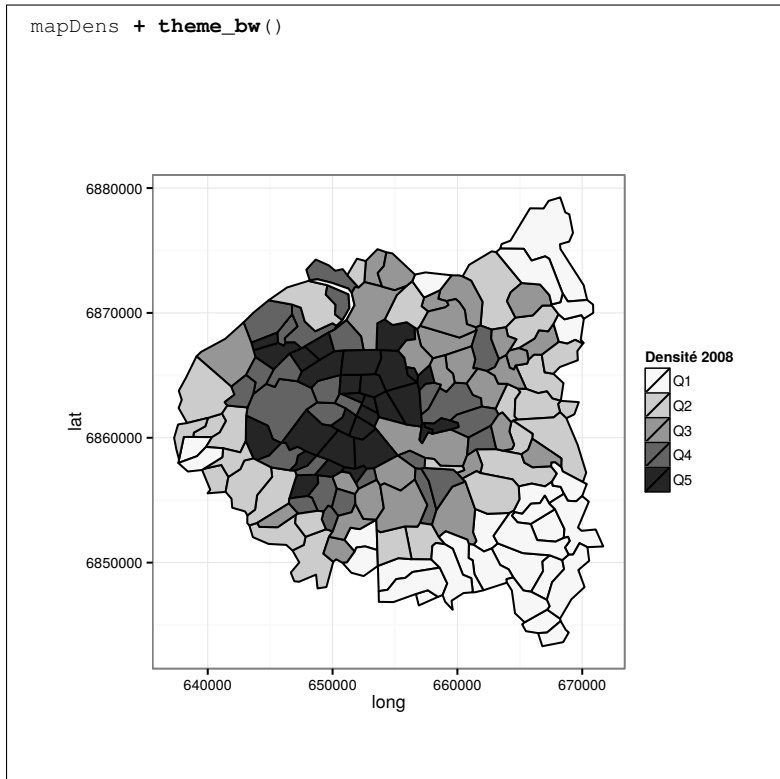 mapDens + theme_bw()
6880000
6870000
6860000
6850000
lat
640000 650000 660000 670000
long
Densité 2008
Q1
Q2
Q3
Q4
Q5